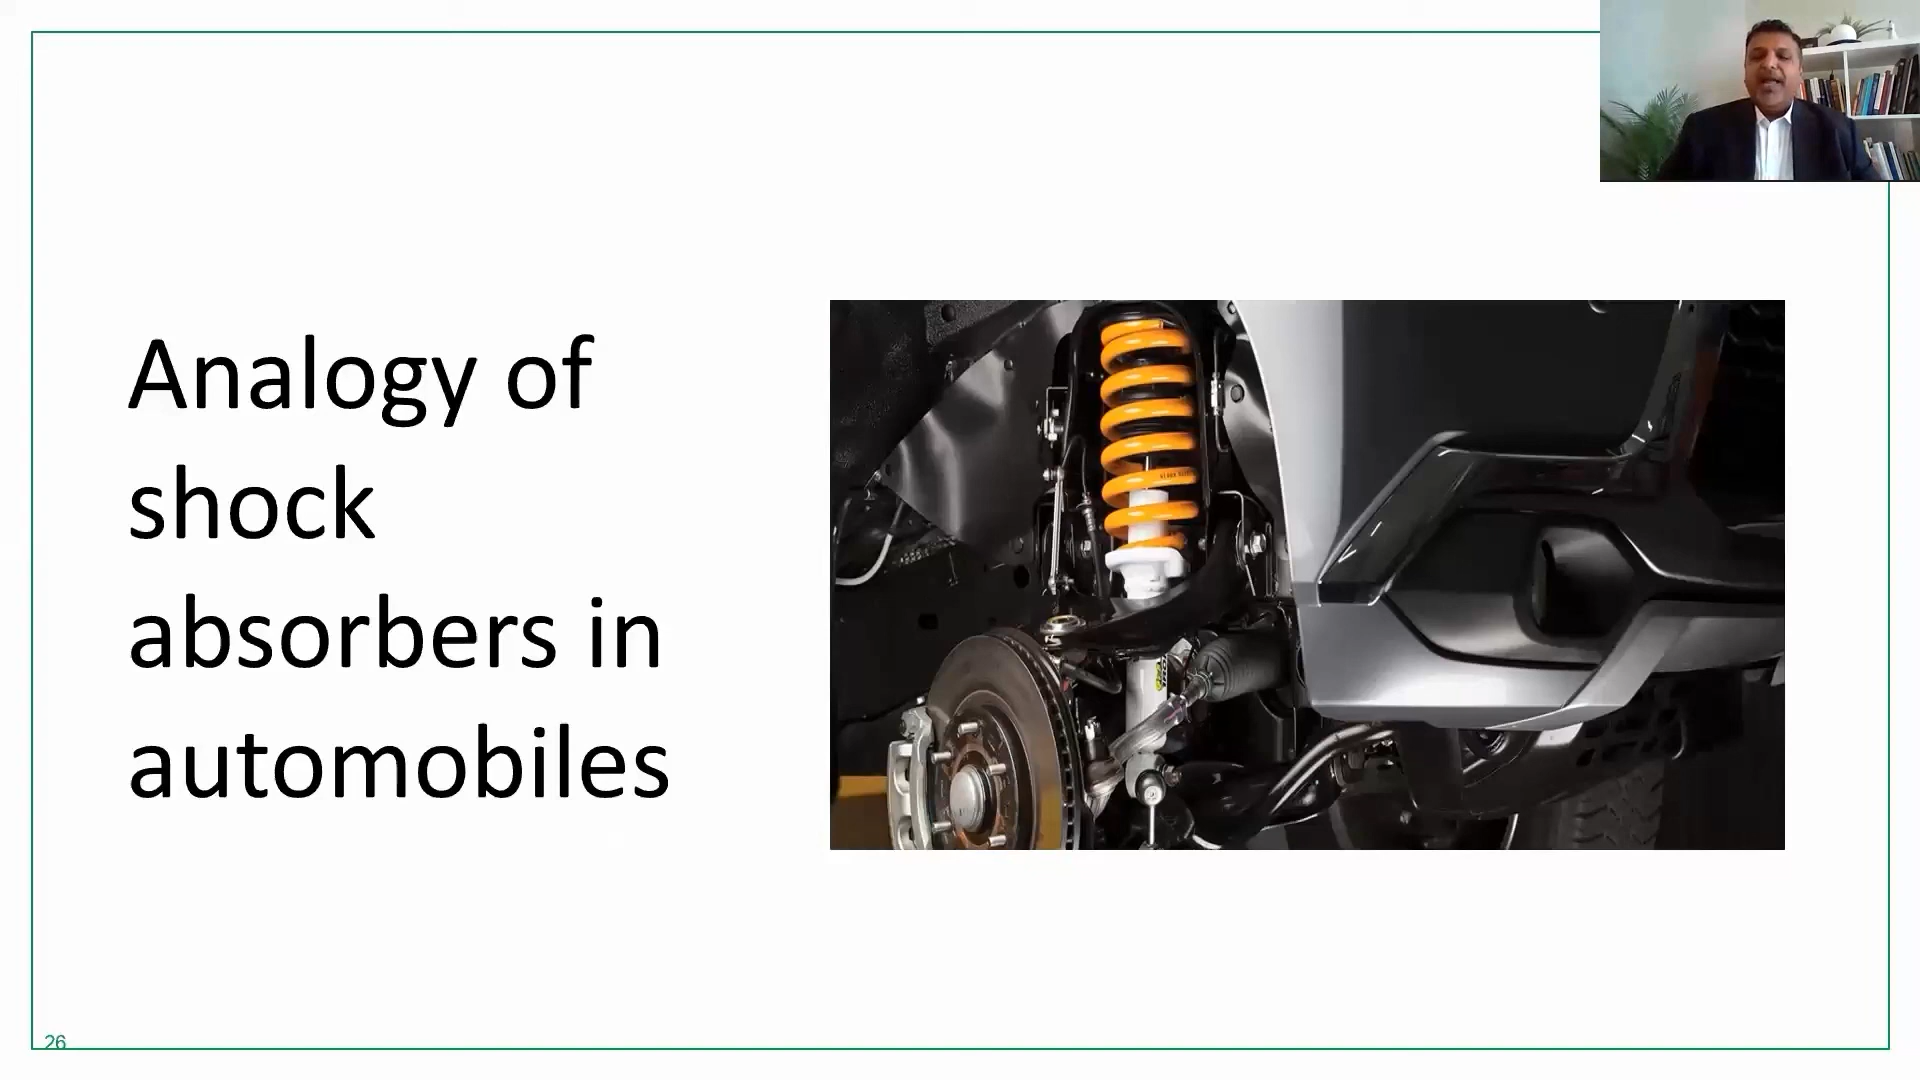 Analogy of
shock
absorbers in
automobiles
26